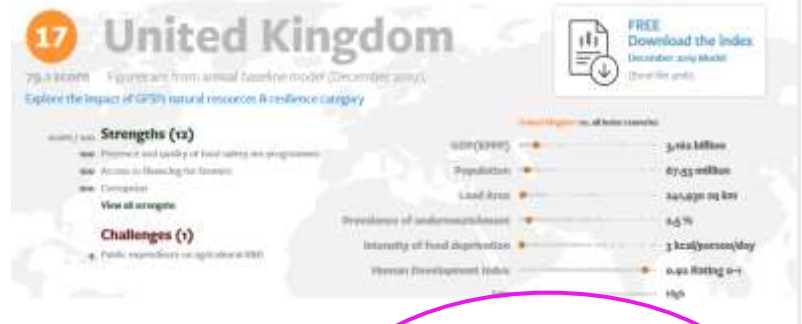 17 United Kingdom
79.1 score Figures are from annual baseline model (December 2019).
Explore the impact of GFSI's natural resources & resilience category
FREE
Download the index
December 2019 Model
United Kingdom vs. all index countries
Strengths (12)
100 Presence and quality of food safety net programmes
100 Access to financing for farmers
100 Corruption
View all strengths
Challenges (1)
Public expenditure on agricultural R&D
Population 67.53 million
Land Area
Prevalence of undernourishment 2.5 %
Intensity of food deprivation 3 kcal/person/day
Human Development Index 0.92 Rating 0-1
High